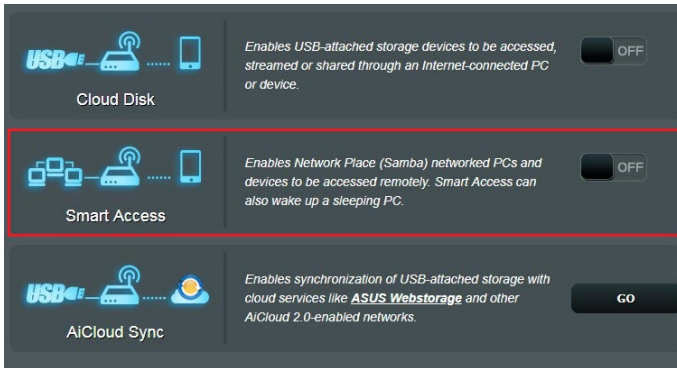 USB
Cloud Disk
Enables USB-attached storage devices to be accessed,
streamed or shared through an Internet-connected PC
or device.
OFF
Smart Access
Enables Network Place (Samba) networked PCs and
devices to be accessed remotely. Smart Access can
also wake up a sleeping PC.
OFF
USB
AiCloud Sync
Enables synchronization of USB-attached storage with
cloud services like ASUS Webstorage and other
AiCloud 2.0-enabled networks.
GO